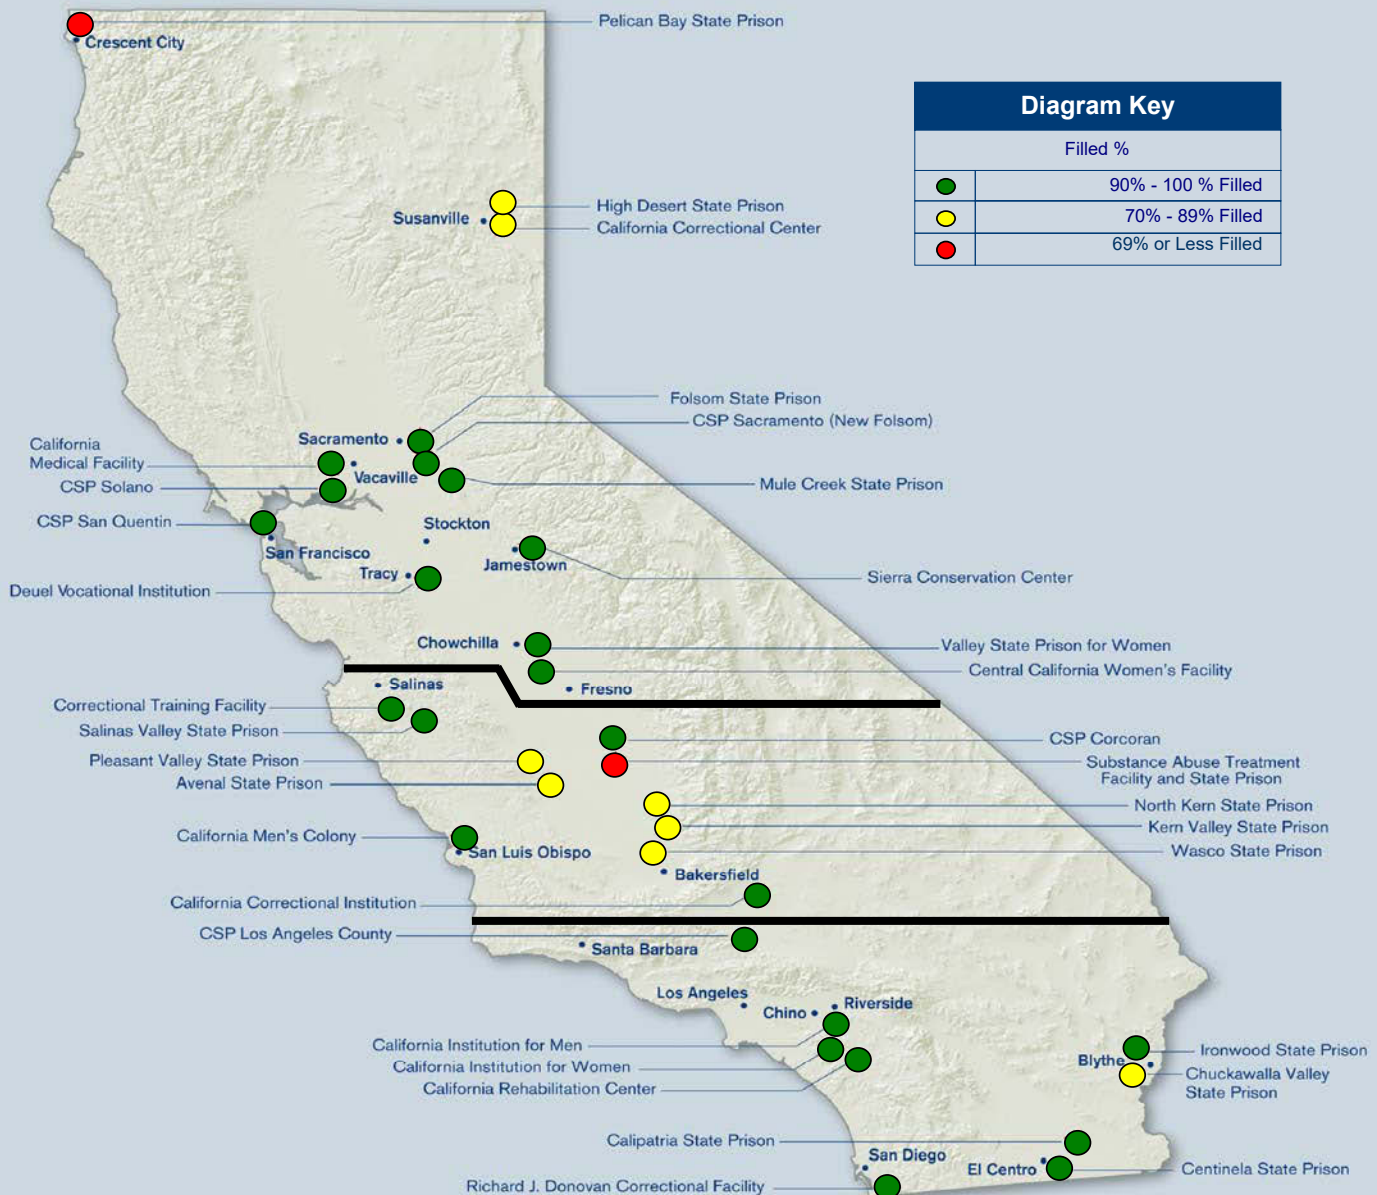 Pelican Bay State Prison
Crescent City
Diagram Key
Filled %
90% - 100 % Filled
70% - 89% Filled
69% or Less Filled
High Desert State Prison
Susanville
California Correctional Center
Folsom State Prison
CSP Sacramento (New Folsom)
Sacramento
California
Medical Facility
Vacaville
CSP Solano
Mule Creek State Prison
CSP San Quentin
Stockton
San Francisco
Jamestown
Tracy
Sierra Conservation Center
Deuel Vocational Institution
Chowchilla
Valley State Prison for Women
Central California Women's Facility
Salinas
Fresno
Correctional Training Facility
Salinas Valley State Prison
CSP Corcoran
Pleasant Valley State Prison
Substance Abuse Treatment
Facility and State Prison
Avenal State Prison
North Kern State Prison
Kern Valley State Prison
California Men's Colony
San Luis Obispo
Wasco State Prison
Bakersfield
California Correctional Institution
CSP Los Angeles County
Santa Barbara
Los Angeles
Riverside
Chino
California Institution for Men
Ironwood State Prison
Blythe
California Institution for Women
Chuckawalla Valley
State Prison
California Rehabilitation Center
Calipatria State Prison
San Diego
El Centro
Centinela State Prison
Richard J. Donovan Correctional Facility